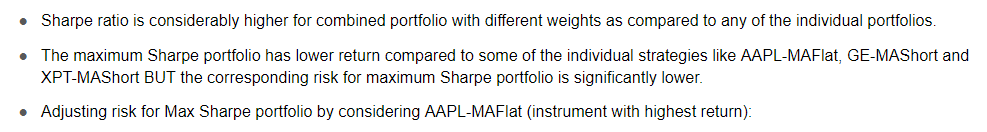 • Sharpe ratio is considerably higher for combined portfolio with different weights as compared to any of the individual portfolios.
• The maximum Sharpe portfolio has lower return compared to some of the individual strategies like AAPL-MAFlat, GE-MAShort and
XPT-MAShort BUT the corresponding risk for maximum Sharpe portfolio is significantly lower.
• Adjusting risk for Max Sharpe portfolio by considering AAPL-MAFlat (instrument with highest return):